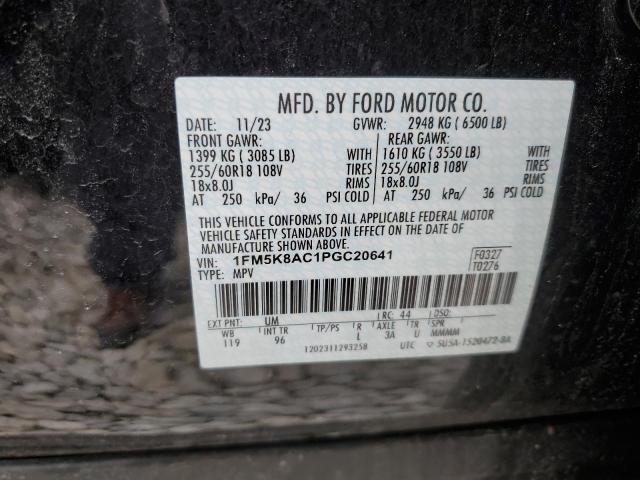 MFD. BY FORD MOTOR CO.
DATE: 11/23 GVWR: 2948 KG ( 6500 LB)
FRONT GAWR: REAR GAWR:
1399 KG ( 3085 LB) WITH 1610 KG ( 3550 LB) WITH
255/60R18 108V TIRES 255/60R18 108V TIRES
18x8.0J RIMS 18x8.0J RIMS
AT 250 kPa/ 36 PSI COLD AT 250 kPa/ 36 PSI COLD
THIS VEHICLE CONFORMS TO ALL APPLICABLE FEDERAL MOTOR
VEHICLE SAFETY STANDARDS IN EFFECT ON THE DATE OF
MANUFACTURE SHOWN ABOVE.
VIN: 1FM5K8AC1PGC20641 F0327
TYPE: MPV T0276
EXT PNT: UM RC: 44 DSO:
WB INT TR TP/PS R AXLE TR SPR
119 96 L 3A U MMMM
1202311293258 UTC 5U5A-1520472-BA